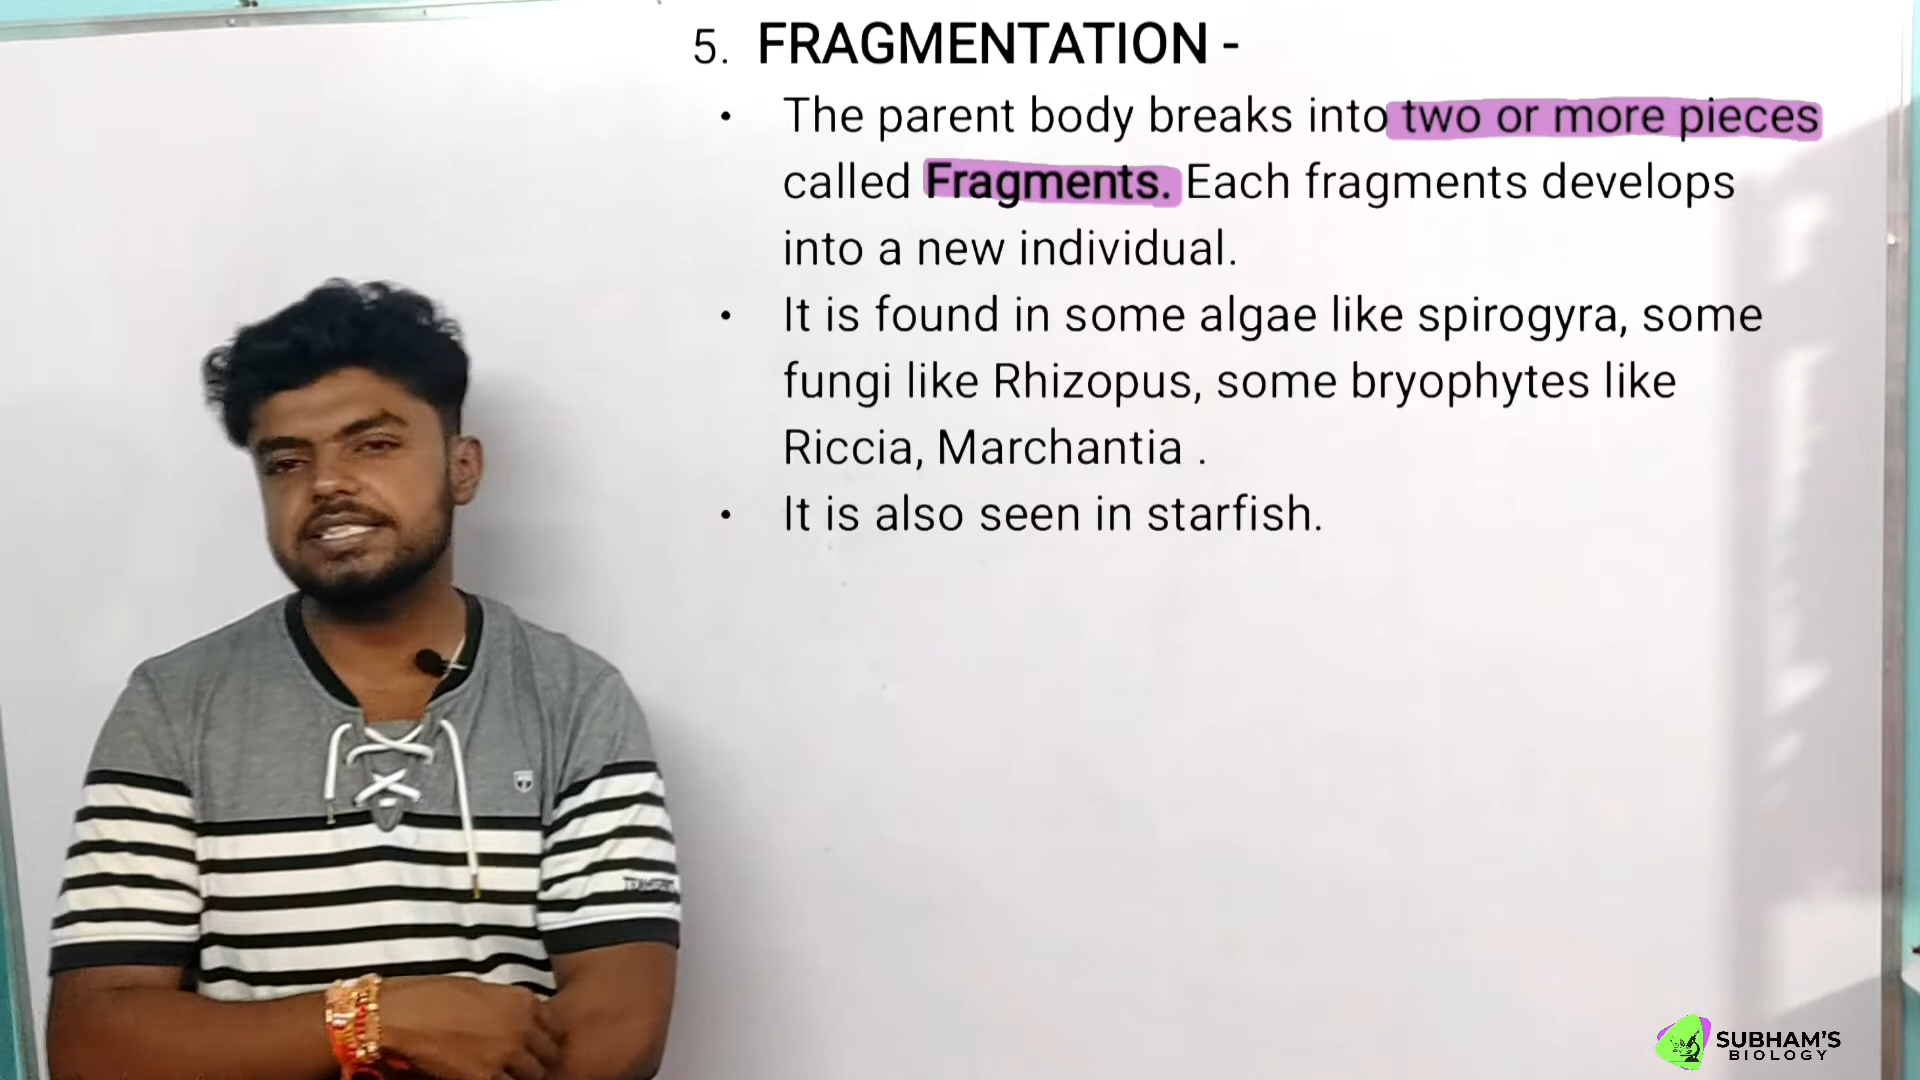 5. FRAGMENTATION -
• The parent body breaks into two or more pieces
called Fragments. Each fragments develops
into a new individual.
• It is found in some algae like spirogyra, some
fungi like Rhizopus, some bryophytes like
Riccia, Marchantia .
• It is also seen in starfish.
SUBHAM'S
BIOLOGY